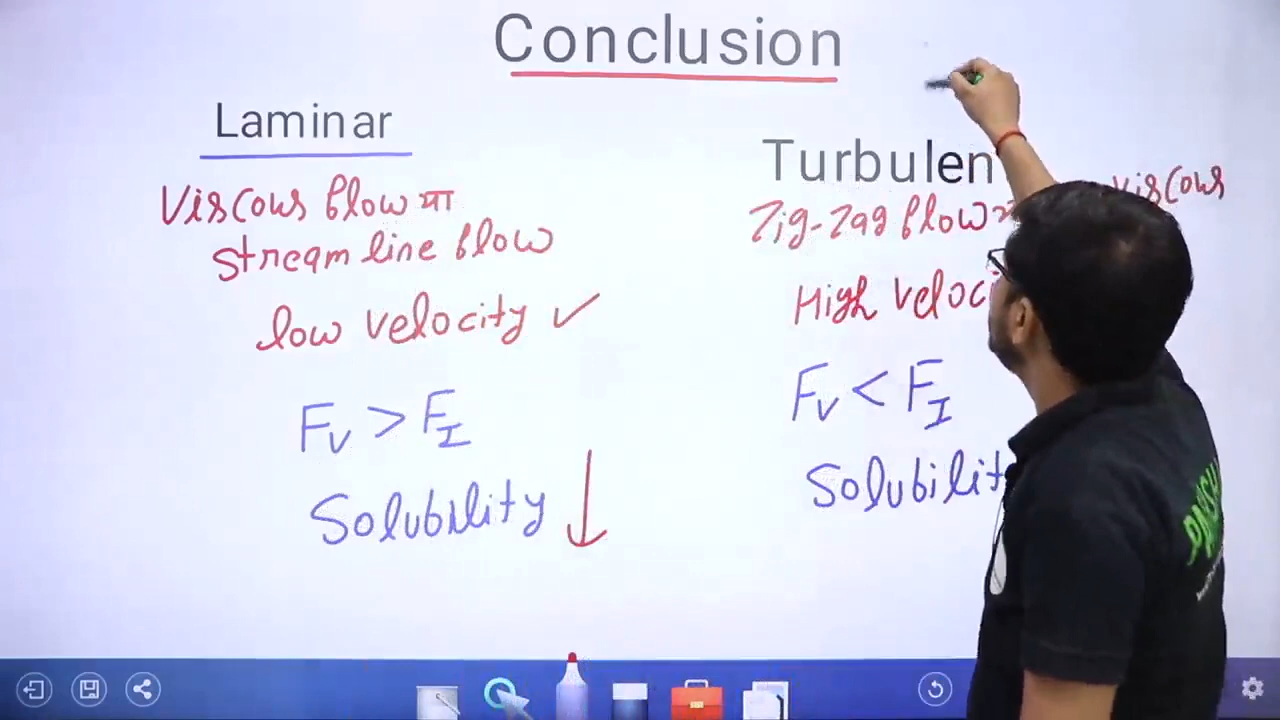 Conclusion
Laminar
Viscous flow या
stream line flow
low velocity ✓
Fv > FI
Solubility ↓
Turbulen
Zig-Zag flow
viscous
High veloci
Fv < FI
Solubilit